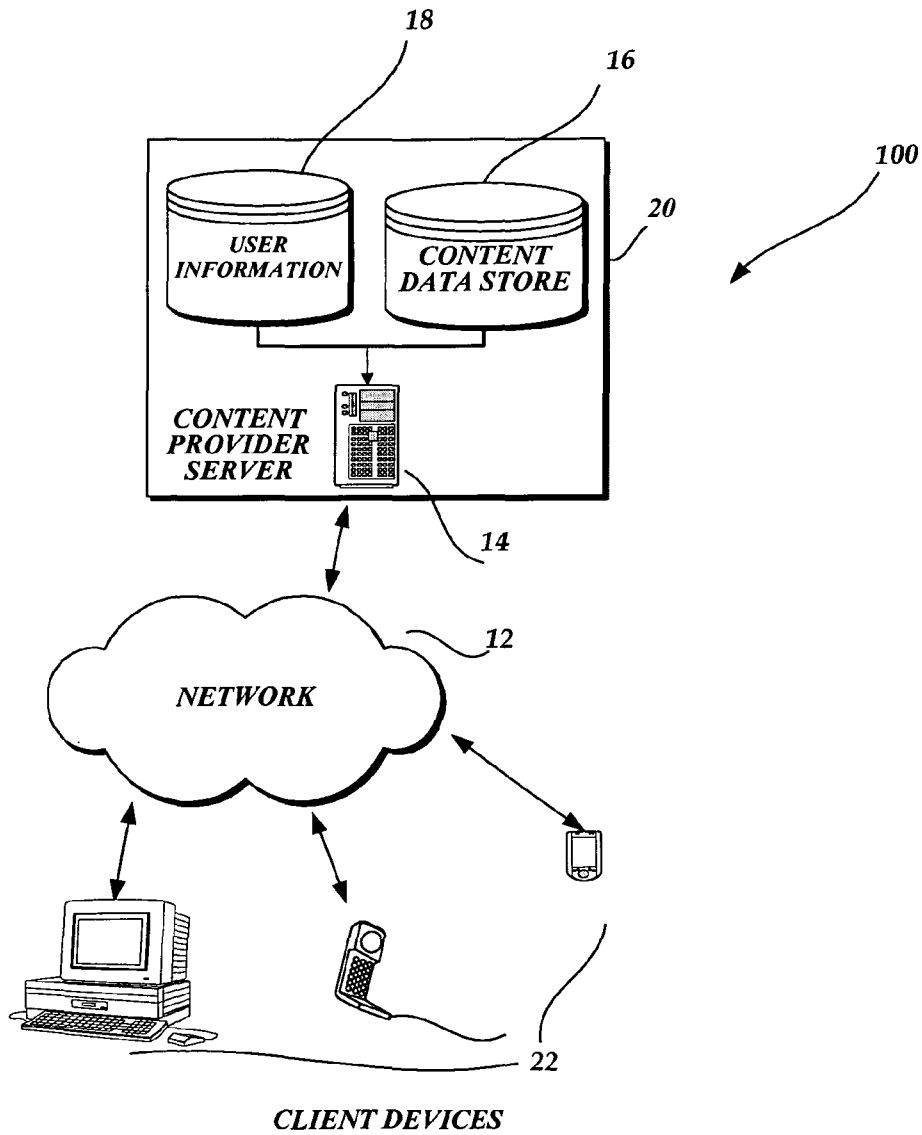 18
16
100
20
USER
INFORMATION
CONTENT
DATA STORE
CONTENT
PROVIDER
SERVER
14
12
NETWORK
22
CLIENT DEVICES